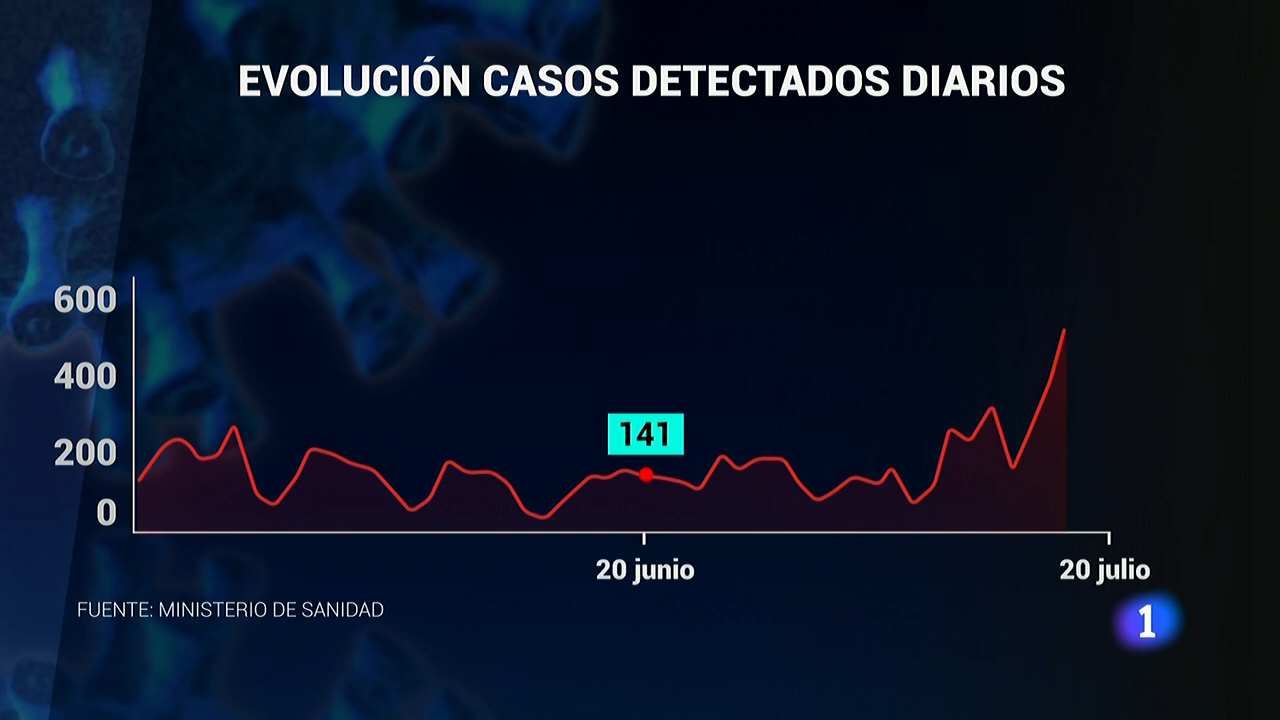 EVOLUCIÓN CASOS DETECTADOS DIARIOS
600
400
200
0
141
20 junio
20 julio
FUENTE: MINISTERIO DE SANIDAD
1